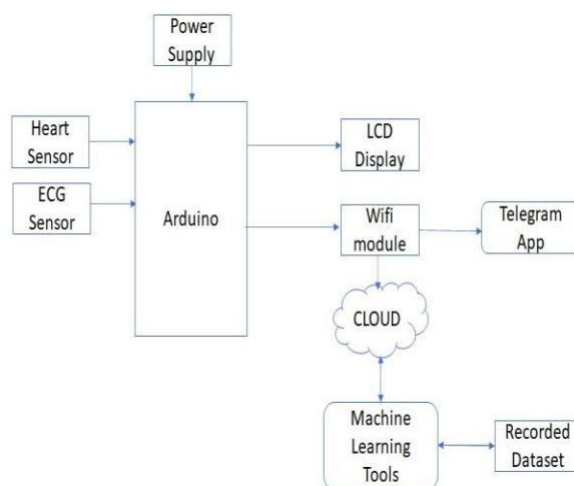 Power
Supply
Heart
Sensor
LCD
Display
ECG
Sensor
Arduino
Wifi
module
Telegram
App
CLOUD
Machine
Learning
Tools
Recorded
Dataset